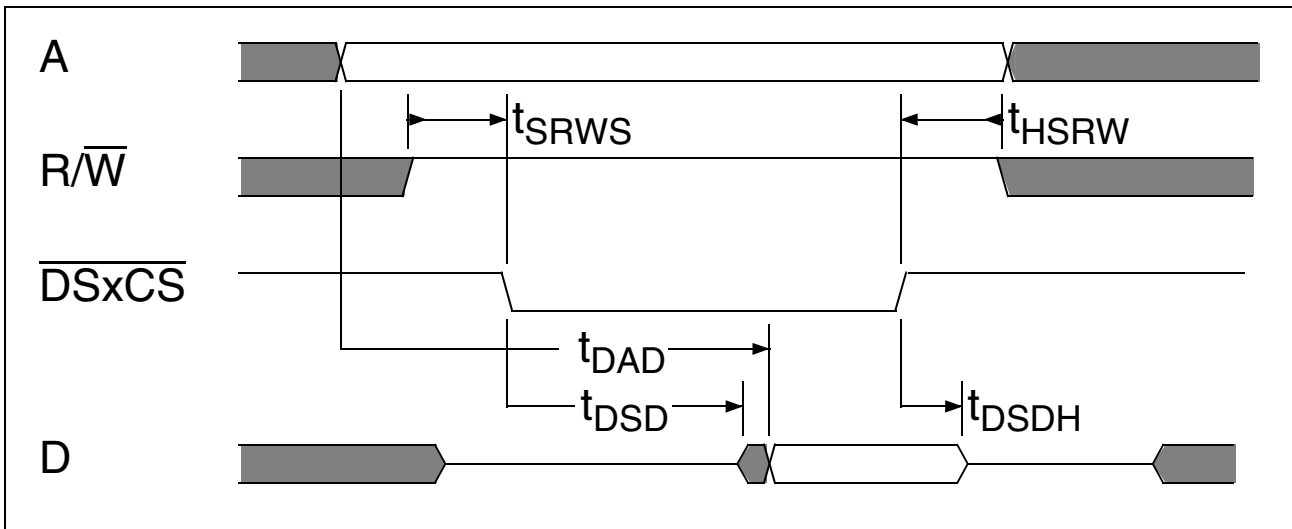 A
tSRWS
tHSRW
R/W
DSxCS
tDAD
tDSD
tDSDH
D